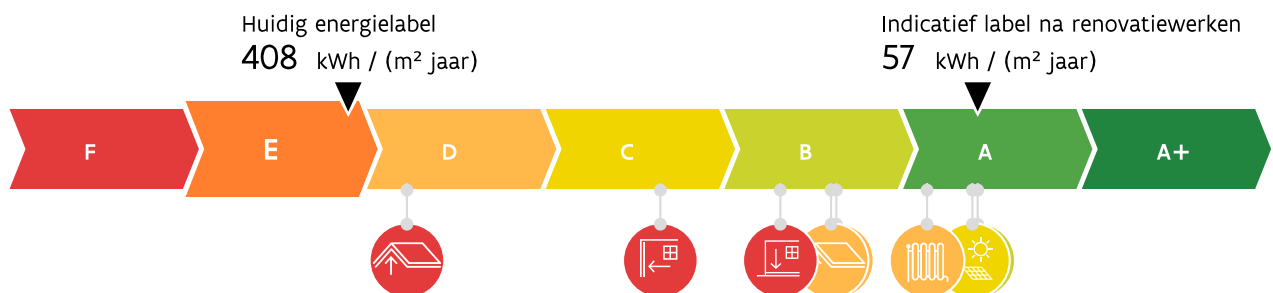 Huidig energielabel
408 kWh / (m² jaar)
Indicatief label na renovatiewerken
57 kWh / (m² jaar)
F E D C B A A+